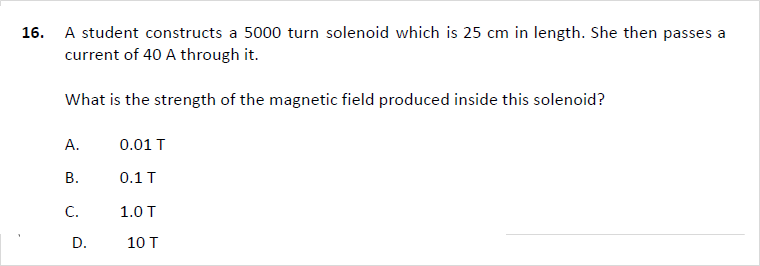 16. A student constructs a 5000 turn solenoid which is 25 cm in length. She then passes a
current of 40 A through it.
What is the strength of the magnetic field produced inside this solenoid?
A. 0.01 T
B. 0.1 T
C. 1.0 T
D. 10 T